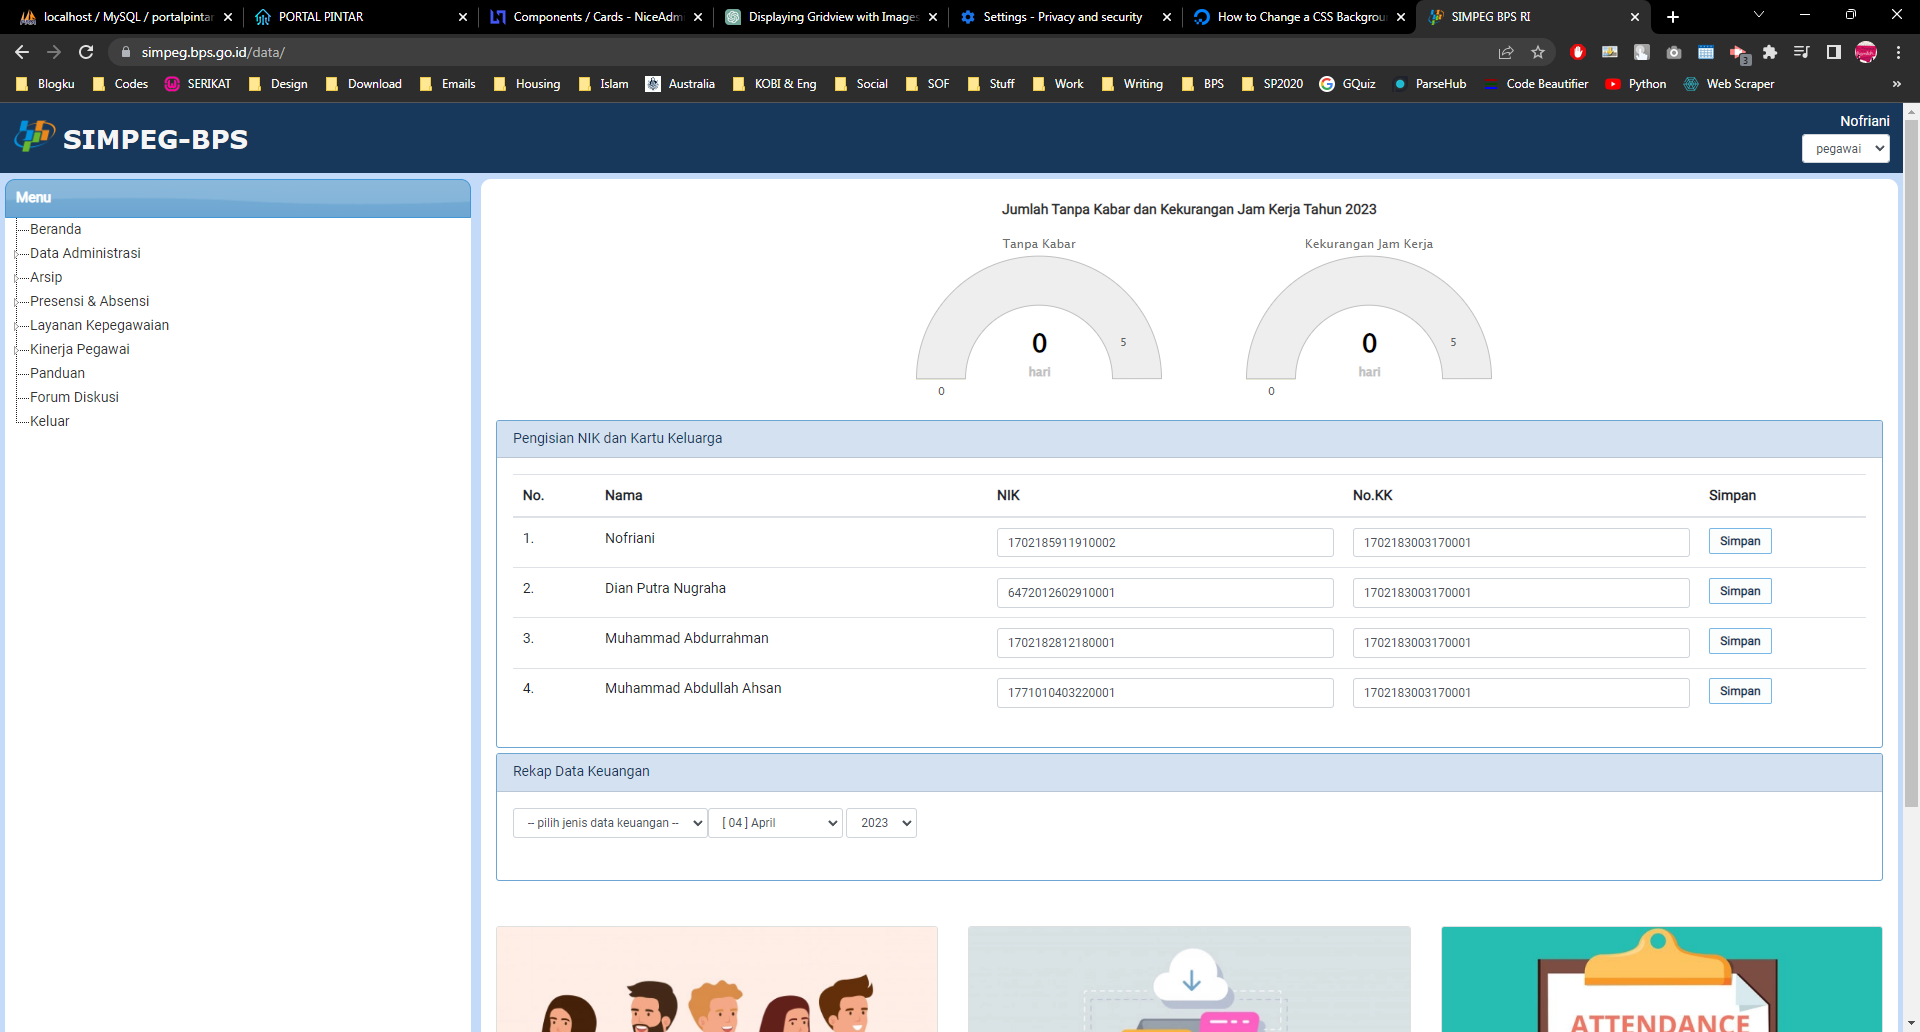 localhost / MySQL / portalpintar
PORTAL PINTAR
Components / Cards - NiceAdm
Displaying Gridview with Images
Settings - Privacy and security
How to Change a CSS Backgrou
SIMPEG BPS RI
simpeg.bps.go.id/data/
3
Blogku
Codes
SERIKAT
Design
Download
Emails
Housing
Islam
Australia
KOBI & Eng
Social
SOF
Stuff
Work
Writing
BPS
SP2020
GQuiz
ParseHub
Code Beautifier
Python
Web Scraper
»
SIMPEG-BPS
Nofriani
pegawai
Menu
Beranda
Data Administrasi
Arsip
Presensi & Absensi
Layanan Kepegawaian
Kinerja Pegawai
Panduan
Forum Diskusi
Keluar
Jumlah Tanpa Kabar dan Kekurangan Jam Kerja Tahun 2023
Tanpa Kabar
0
hari
5
0
Kekurangan Jam Kerja
0
hari
5
0
Pengisian NIK dan Kartu Keluarga
No. Nama NIK No.KK Simpan
1. Nofriani 1702185911910002 1702183003170001 Simpan
2. Dian Putra Nugraha 6472012602910001 1702183003170001 Simpan
3. Muhammad Abdurrahman 1702182812180001 1702183003170001 Simpan
4. Muhammad Abdullah Ahsan 1771010403220001 1702183003170001 Simpan
Rekap Data Keuangan
-- pilih jenis data keuangan -- [ 04 ] April 2023
ATTENDANCE